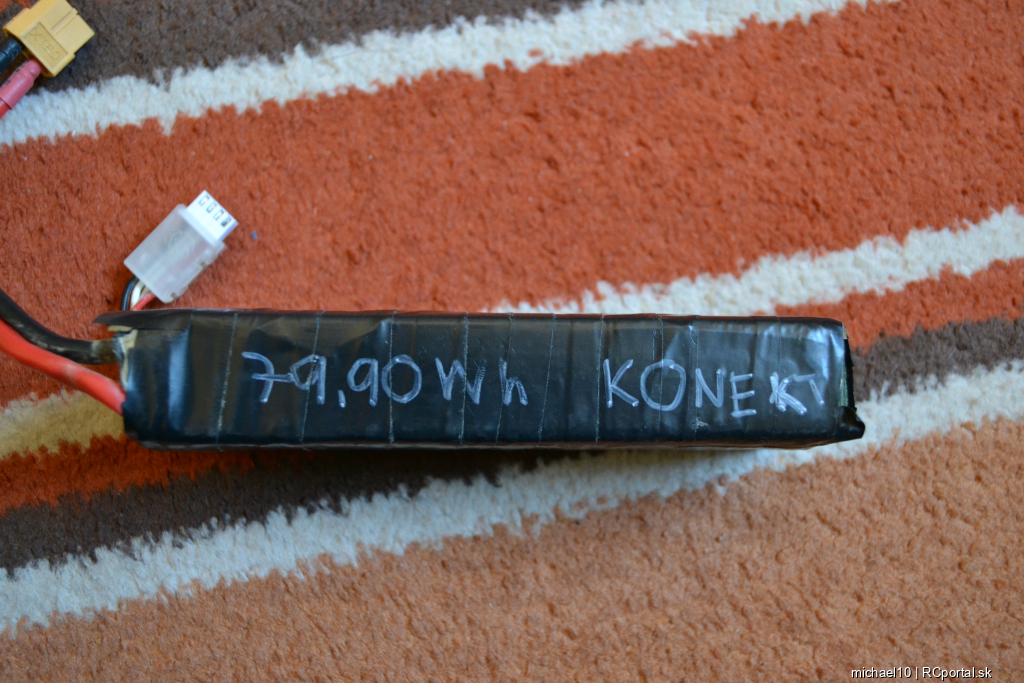 79,90Wh KONEKT
michael10 | RCportal.sk